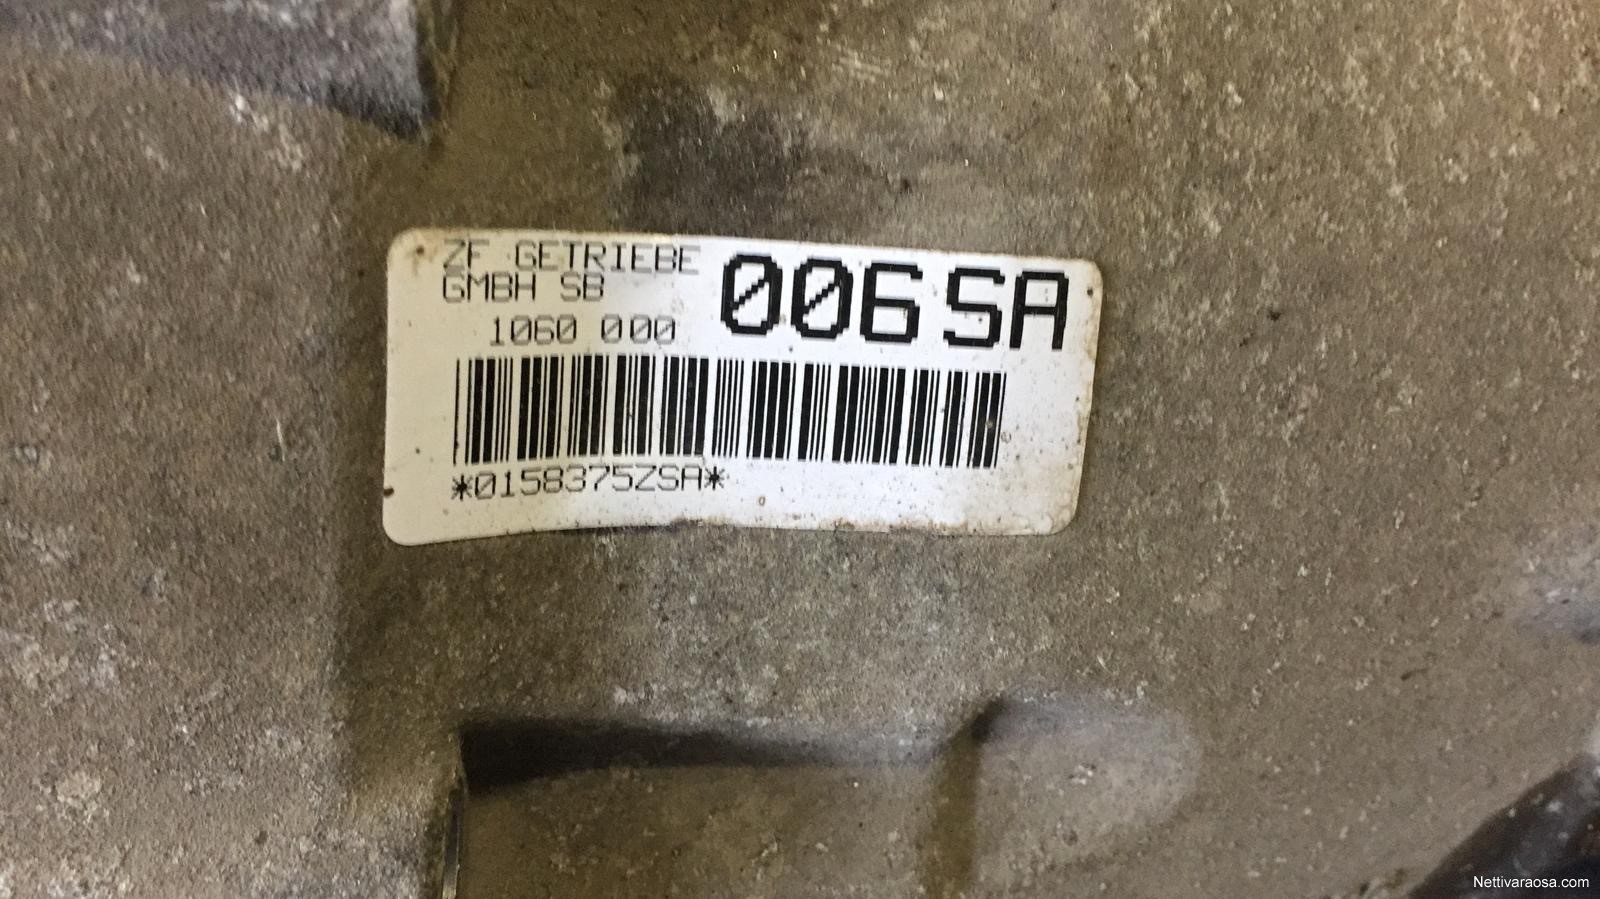 ZF GETRIEBE
GMBH SB
006SA
1060 000
*0158375ZSA*
Nettivaraosa.com